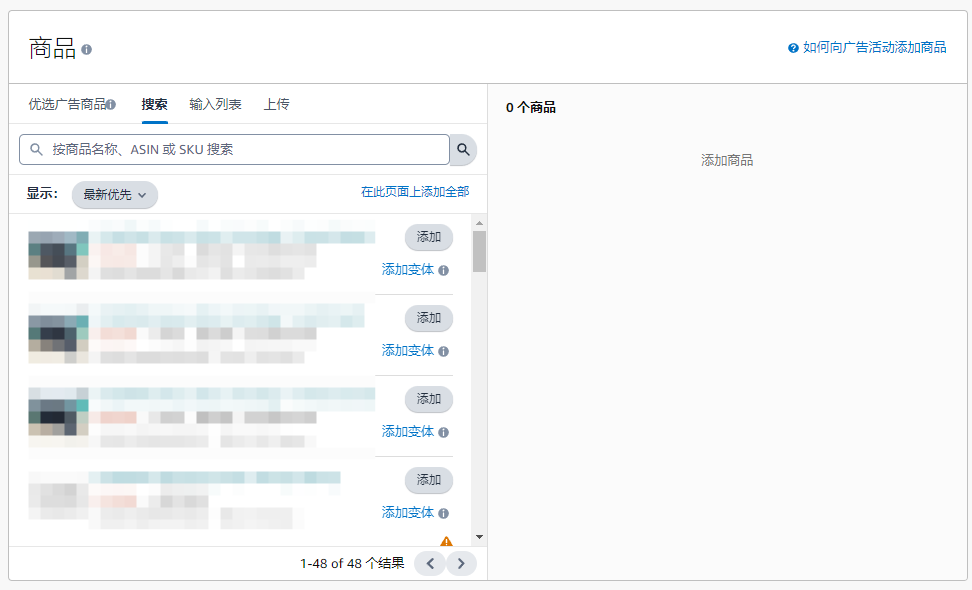 商品
如何向广告活动添加商品
优选广告商品 搜索 输入列表 上传
按商品名称、ASIN 或 SKU 搜索
显示: 最新优先 在此页面上添加全部
添加
添加变体
添加
添加变体
添加
添加变体
添加
添加变体
1-48 of 48 个结果
0 个商品
添加商品